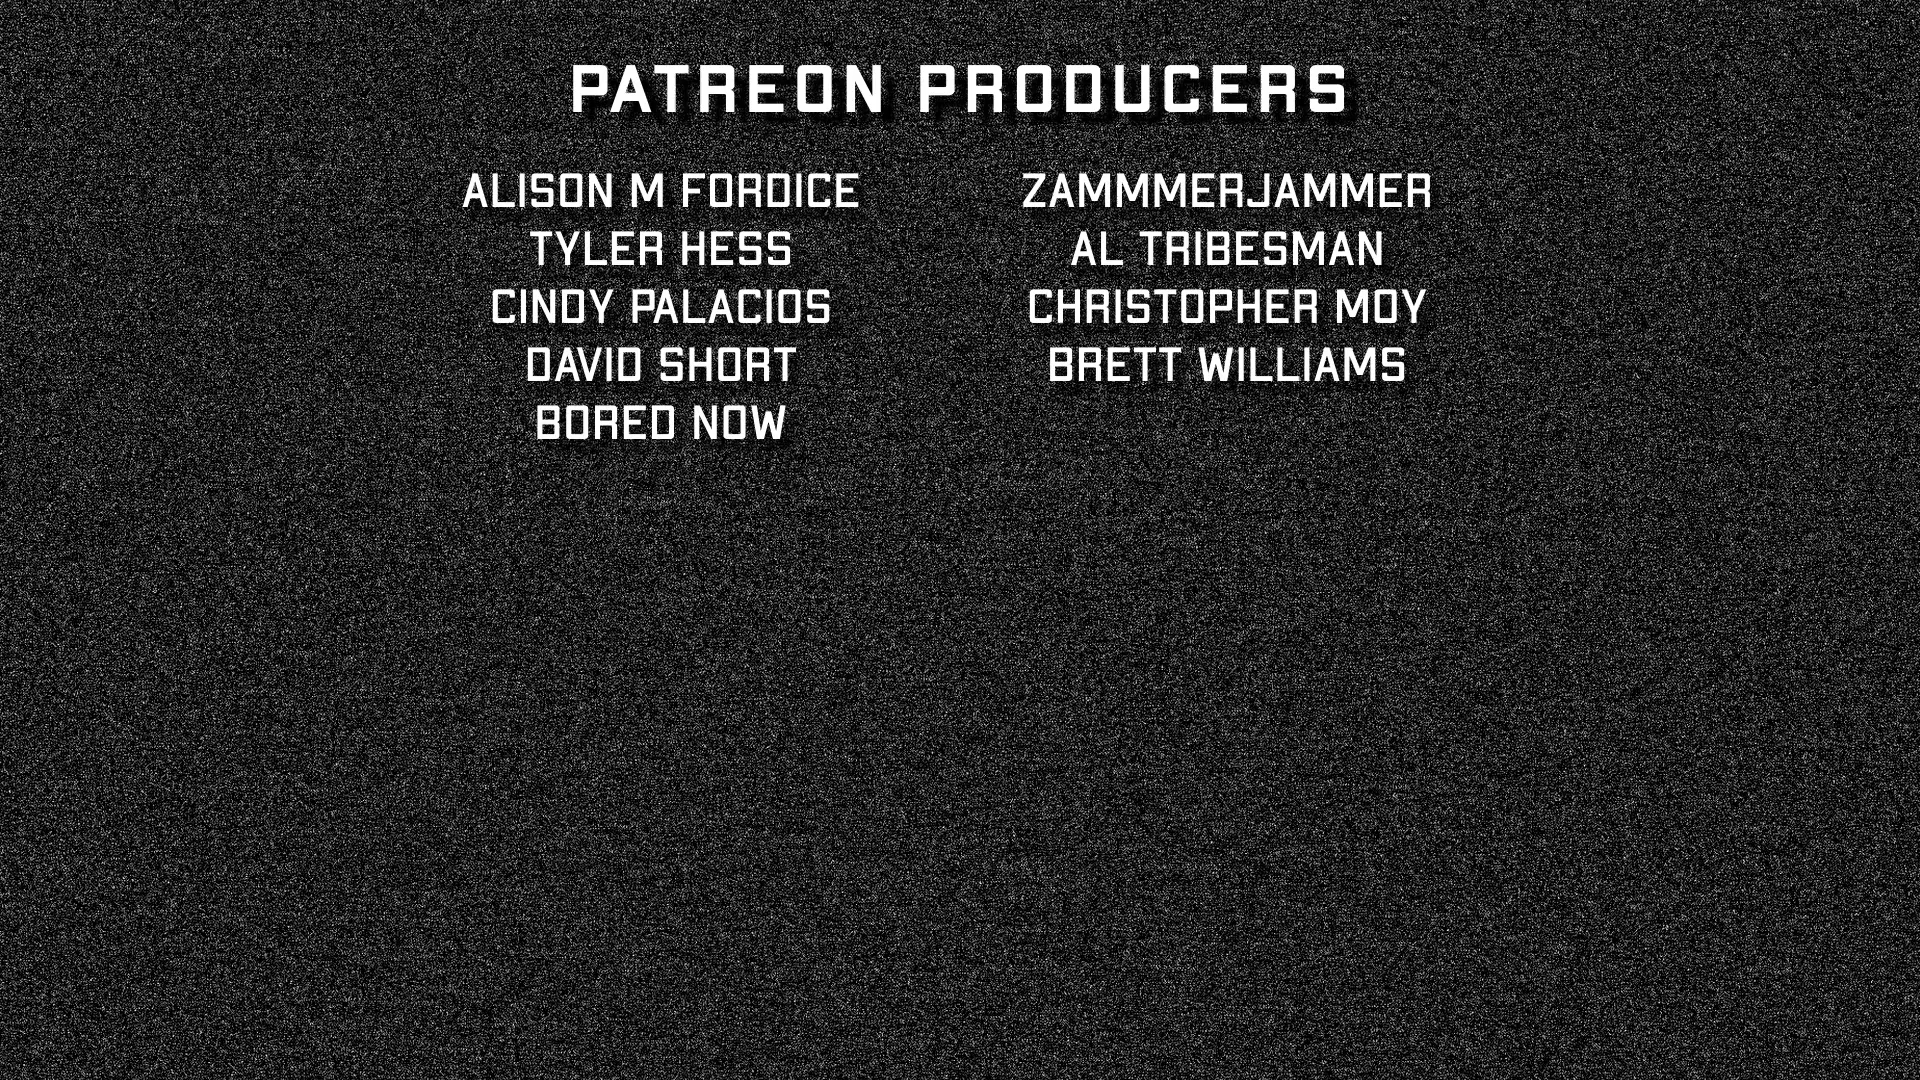 PATREON PRODUCERS
ALISON M FORDICE
TYLER HESS
CINDY PALACIOS
DAVID SHORT
BORED NOW
ZAMMMERJAMMER
AL TRIBESMAN
CHRISTOPHER MOY
BRETT WILLIAMS